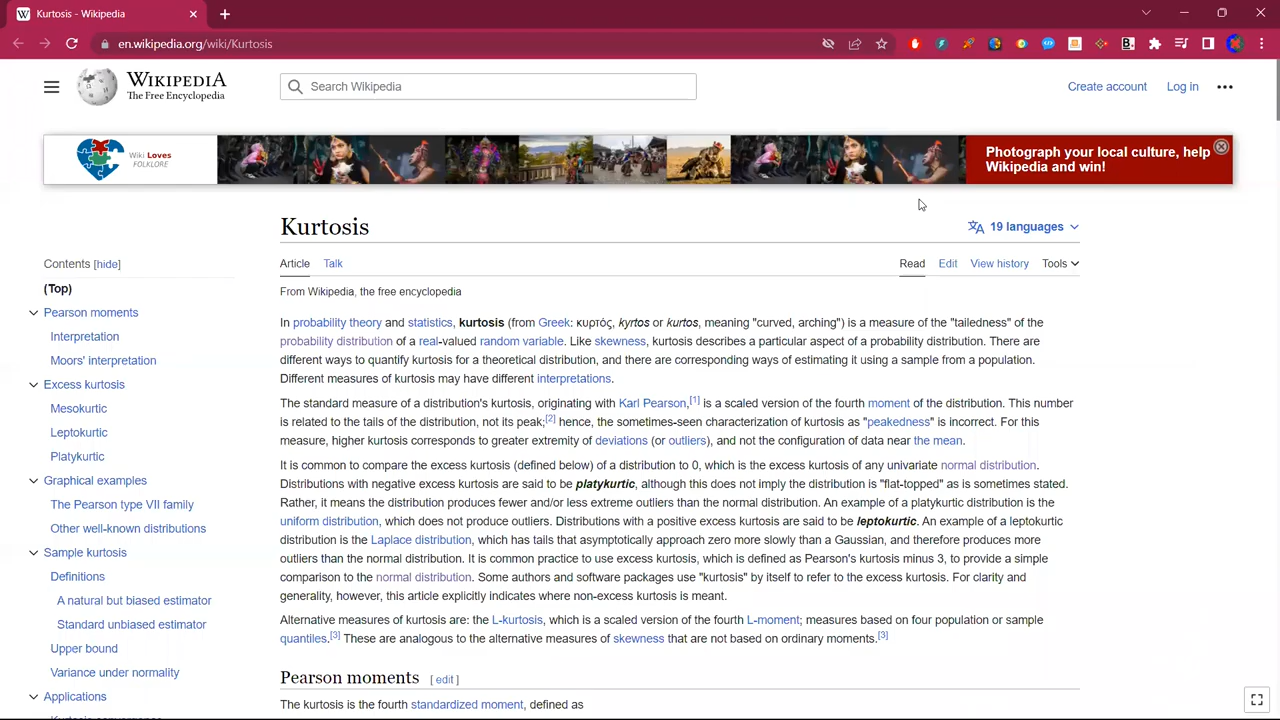 Kurtosis - Wikipedia
en.wikipedia.org/wiki/Kurtosis
WIKIPEDIA
The Free Encyclopedia
Search Wikipedia
Create account
Log in
Wiki Loves
FOLKLORE
Photograph your local culture, help
Wikipedia and win!
Kurtosis
19 languages
Contents [hide]
(Top)
Pearson moments
Interpretation
Moors' interpretation
Excess kurtosis
Mesokurtic
Leptokurtic
Platykurtic
Graphical examples
The Pearson type VII family
Other well-known distributions
Sample kurtosis
Definitions
A natural but biased estimator
Standard unbiased estimator
Upper bound
Variance under normality
Applications
Kurtosis convergence
Article Talk
Read Edit View history Tools
From Wikipedia, the free encyclopedia
In probability theory and statistics, kurtosis (from Greek: κυρτός, kyrtos or kurtos, meaning "curved, arching") is a measure of the "tailedness" of the
probability distribution of a real-valued random variable. Like skewness, kurtosis describes a particular aspect of a probability distribution. There are
different ways to quantify kurtosis for a theoretical distribution, and there are corresponding ways of estimating it using a sample from a population.
Different measures of kurtosis may have different interpretations.
The standard measure of a distribution's kurtosis, originating with Karl Pearson,[1] is a scaled version of the fourth moment of the distribution. This number
is related to the tails of the distribution, not its peak;[2] hence, the sometimes-seen characterization of kurtosis as "peakedness" is incorrect. For this
measure, higher kurtosis corresponds to greater extremity of deviations (or outliers), and not the configuration of data near the mean.
It is common to compare the excess kurtosis (defined below) of a distribution to 0, which is the excess kurtosis of any univariate normal distribution.
Distributions with negative excess kurtosis are said to be platykurtic, although this does not imply the distribution is "flat-topped" as is sometimes stated.
Rather, it means the distribution produces fewer and/or less extreme outliers than the normal distribution. An example of a platykurtic distribution is the
uniform distribution, which does not produce outliers. Distributions with a positive excess kurtosis are said to be leptokurtic. An example of a leptokurtic
distribution is the Laplace distribution, which has tails that asymptotically approach zero more slowly than a Gaussian, and therefore produces more
outliers than the normal distribution. It is common practice to use excess kurtosis, which is defined as Pearson's kurtosis minus 3, to provide a simple
comparison to the normal distribution. Some authors and software packages use "kurtosis" by itself to refer to the excess kurtosis. For clarity and
generality, however, this article explicitly indicates where non-excess kurtosis is meant.
Alternative measures of kurtosis are: the L-kurtosis, which is a scaled version of the fourth L-moment; measures based on four population or sample
quantiles.[3] These are analogous to the alternative measures of skewness that are not based on ordinary moments.[3]
Pearson moments [ edit ]
The kurtosis is the fourth standardized moment, defined as